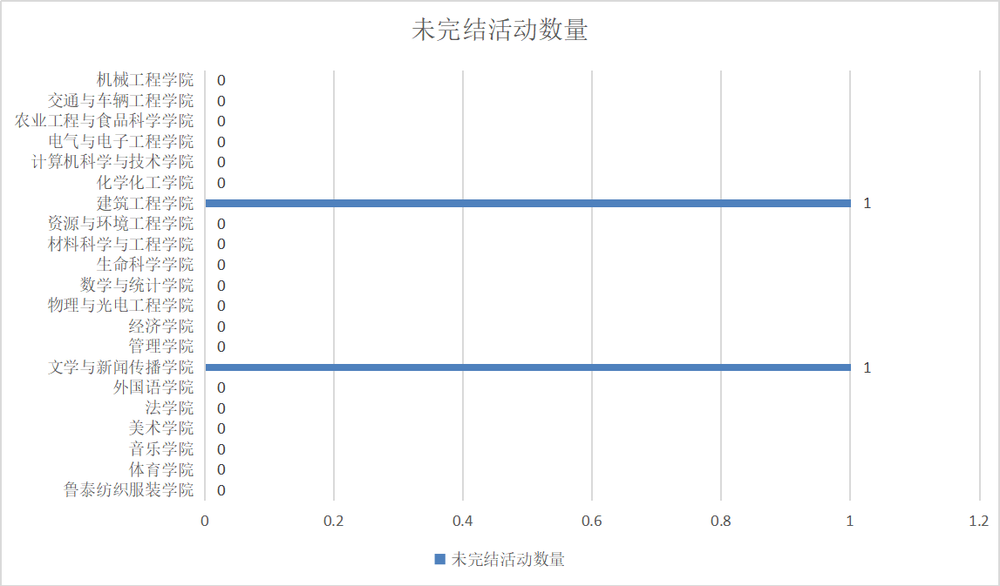 未完结活动数量
机械工程学院 0
交通与车辆工程学院 0
农业工程与食品科学学院 0
电气与电子工程学院 0
计算机科学与技术学院 0
化学化工学院 0
建筑工程学院 1
资源与环境工程学院 0
材料科学与工程学院 0
生命科学学院 0
数学与统计学院 0
物理与光电工程学院 0
经济学院 0
管理学院 0
文学与新闻传播学院 1
外国语学院 0
法学院 0
美术学院 0
音乐学院 0
体育学院 0
鲁泰纺织服装学院 0
0 0.2 0.4 0.6 0.8 1 1.2
未完结活动数量